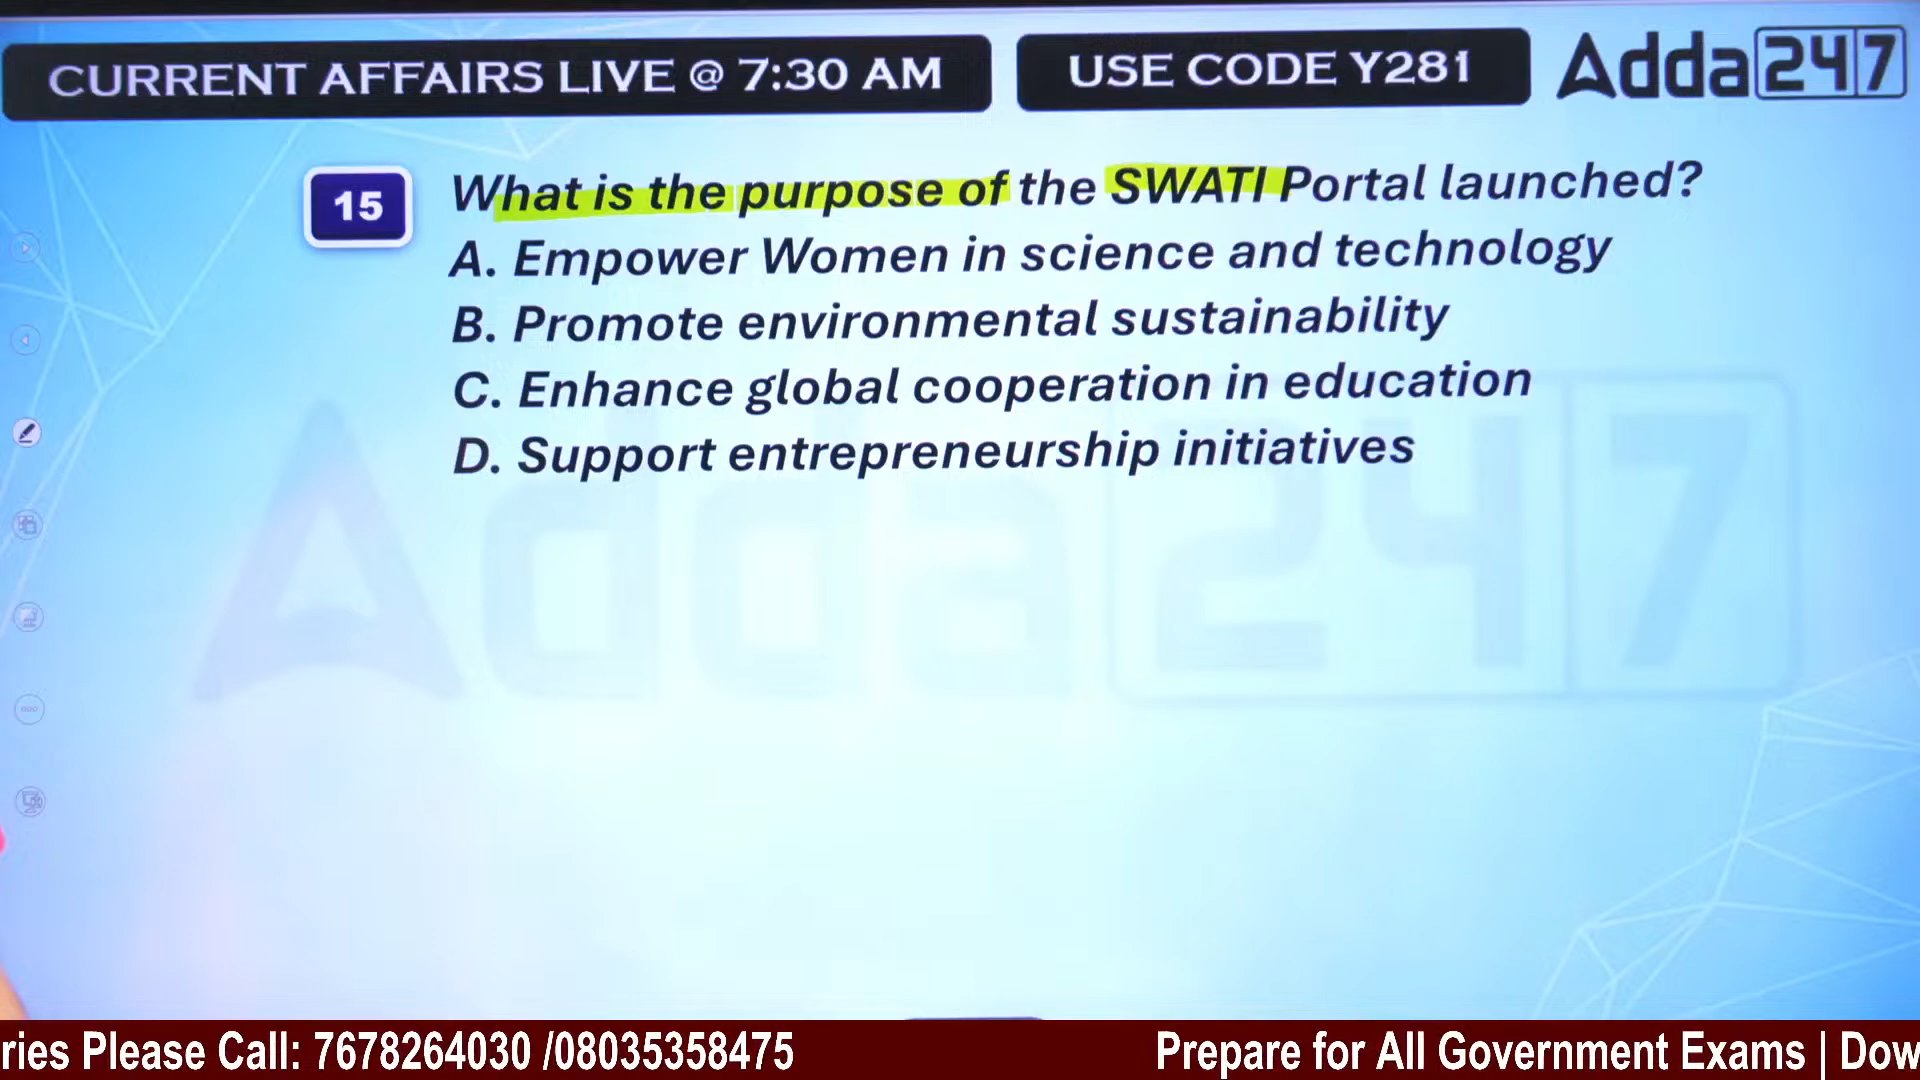 CURRENT AFFAIRS LIVE @ 7:30 AM
USE CODE Y281
Adda247
15
What is the purpose of the SWATI Portal launched?
A. Empower Women in science and technology
B. Promote environmental sustainability
C. Enhance global cooperation in education
D. Support entrepreneurship initiatives
Adda247
ries Please Call: 7678264030 /08035358475
Prepare for All Government Exams | Dow